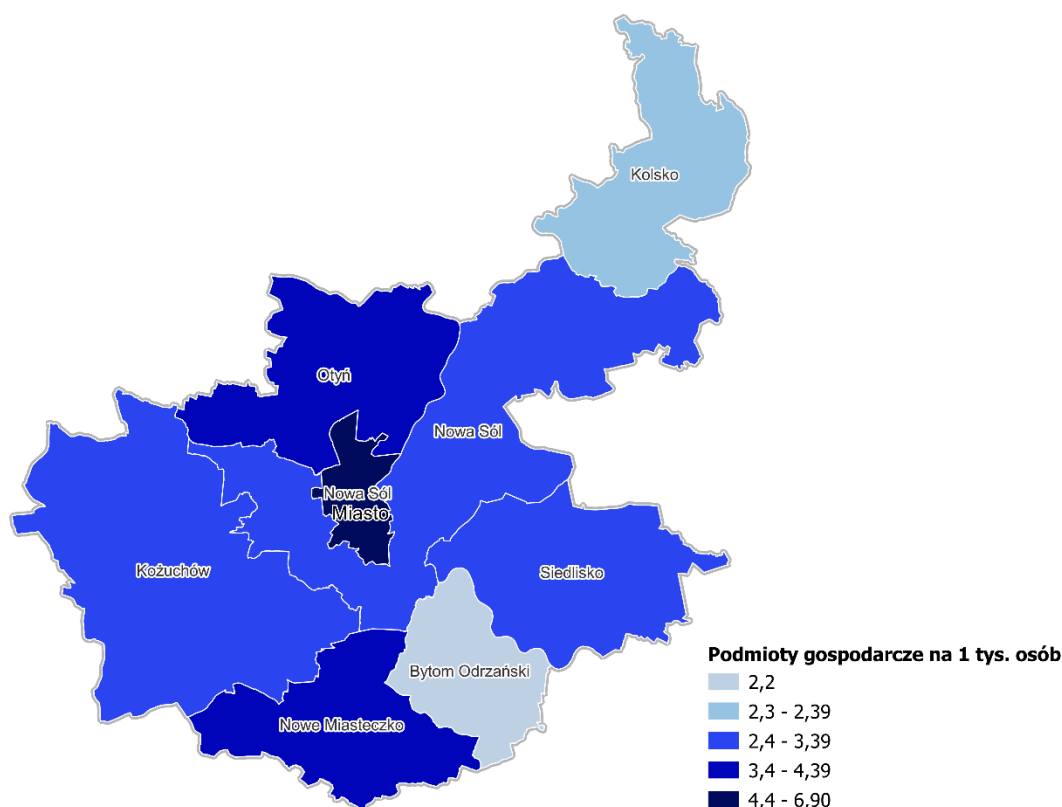 Kolsko
Otyń
Nowa Sól
Nowa Sól
Miasto
Kożuchów
Siedlisko
Bytom Odrzański
Nowe Miasteczko
Podmioty gospodarcze na 1 tys. osób
2,2
2,3 - 2,39
2,4 - 3,39
3,4 - 4,39
4,4 - 6,90